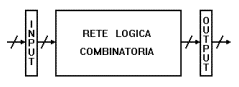 INPUT
RETE LOGICA
COMBINATORIA
OUTPUT